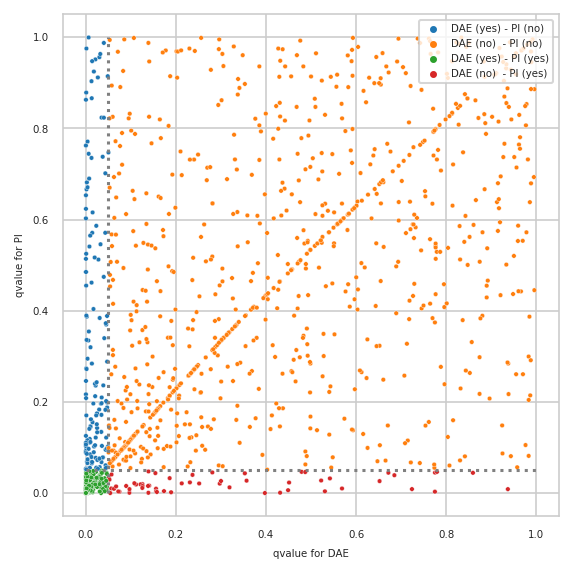 DAE (yes) - PI (no)
DAE (no) - PI (no)
DAE (yes) - PI (yes)
DAE (no) - PI (yes)
1.0
0.8
0.6
0.4
0.2
0.0
qvalue for PI
0.0 0.2 0.4 0.6 0.8 1.0
qvalue for DAE